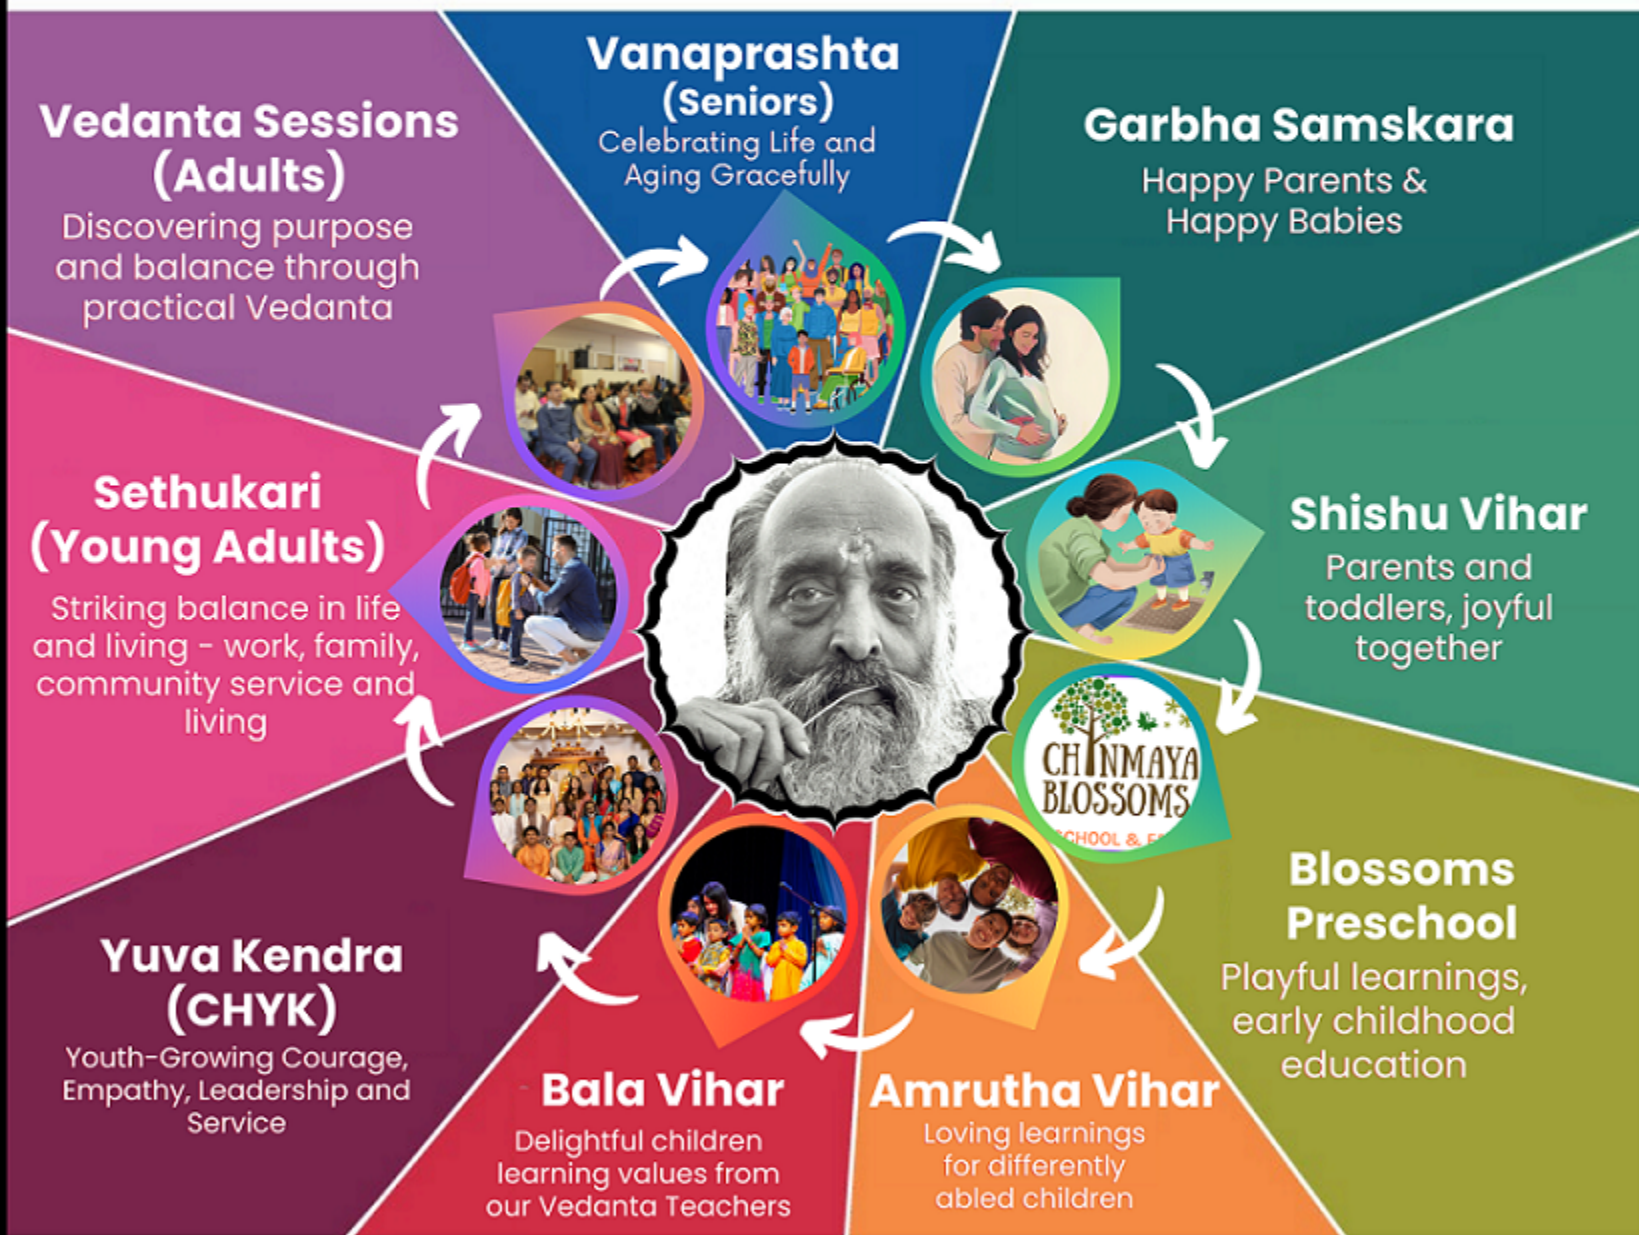 Vanaprashta
(Seniors)
Celebrating Life and
Aging Gracefully
Garbha Samskara
Happy Parents &
Happy Babies
Shishu Vihar
Parents and
toddlers, joyful
together
CHINMAYA
BLOSSOMS
CHOOL &
Blossoms
Preschool
Playful learnings,
early childhood
education
Amrutha Vihar
Loving learnings
for differently
abled children
Bala Vihar
Delightful children
learning values from
our Vedanta Teachers
Yuva Kendra
(CHYK)
Youth-Growing Courage,
Empathy, Leadership and
Service
Sethukari
(Young Adults)
Striking balance in life
and living - work, family,
community service and
living
Vedanta Sessions
(Adults)
Discovering purpose
and balance through
practical Vedanta